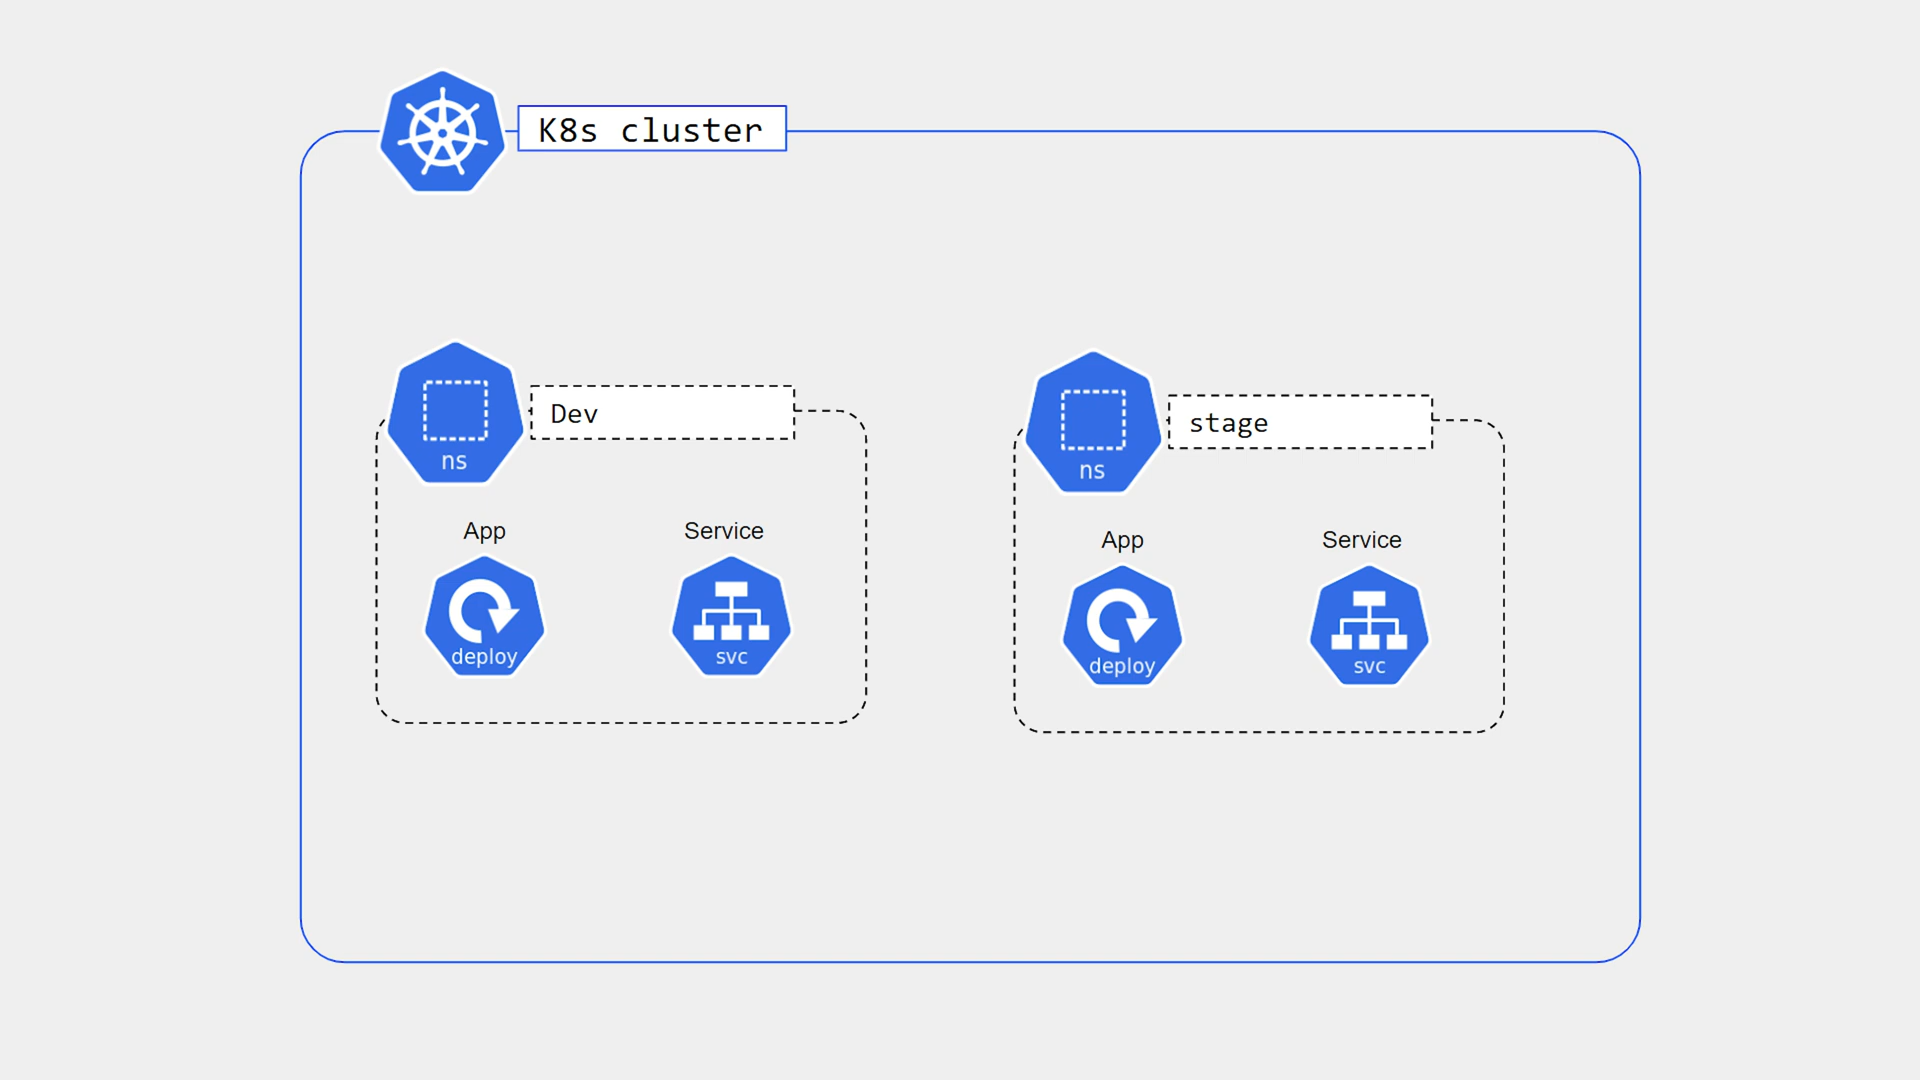 K8s cluster
Dev
ns
App
Service
deploy
svc
stage
ns
App
Service
deploy
svc